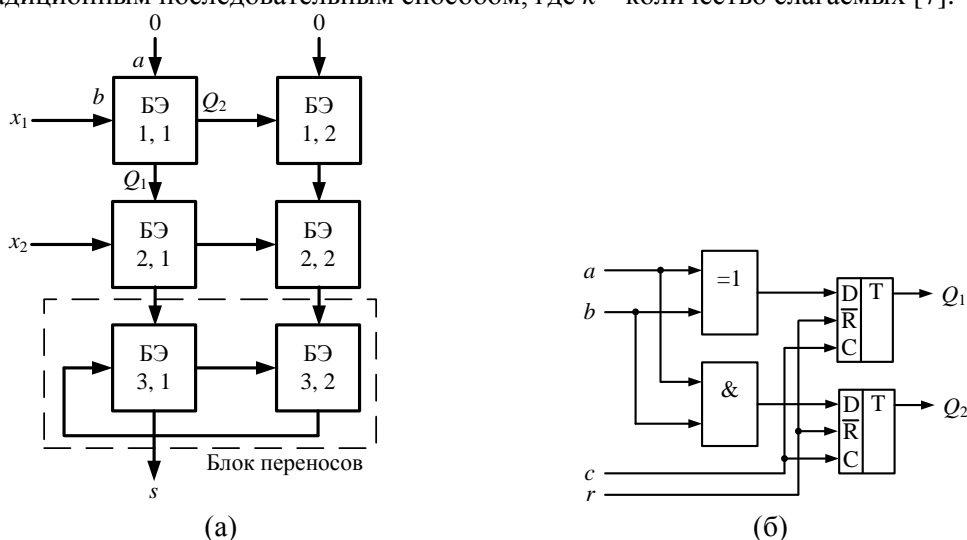 диционным последовательным способом, где k – количество слагаемых [7].
0
0
a
b
x1
БЭ
1, 1
Q2
БЭ
1, 2
Q1
x2
БЭ
2, 1
БЭ
2, 2
БЭ
3, 1
БЭ
3, 2
Блок переносов
s
(а)
a
b
=1
D
T
R
C
Q1
&
D
T
R
C
Q2
c
r
(б)